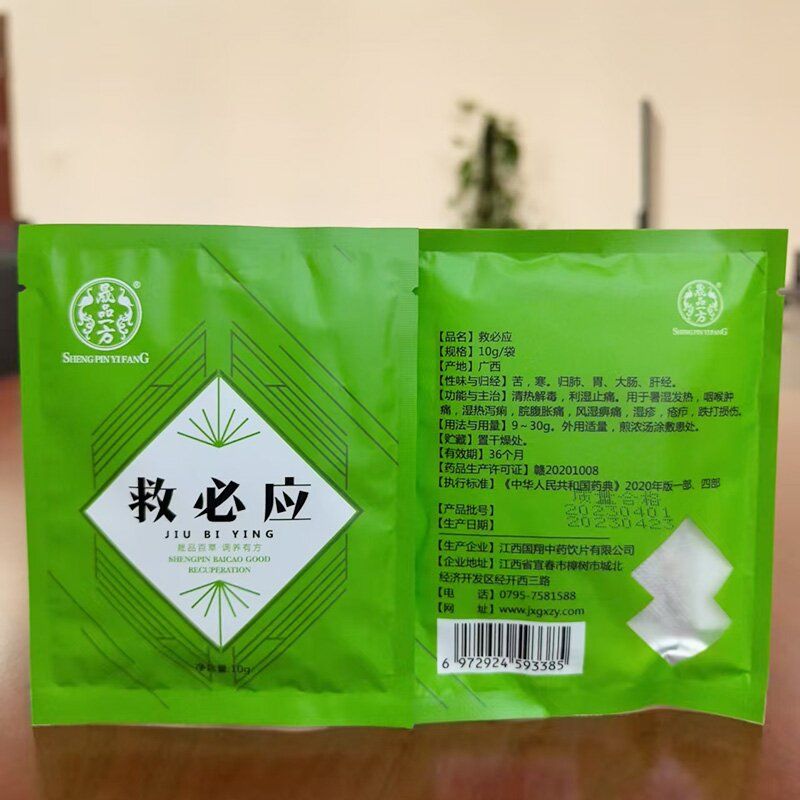 晟品一方
®
SHENGPINYIFANG
救必应
JIU BI YING
晟品百草 调养有方
SHENGPIN BAICAO GOOD
RECUPERATION
净含量:10g
晟品一方
®
SHENGPINYIFANG
【品名】救必应
【规格】10g/袋
【产地】广西
【性味与归经】苦，寒。归肺、胃、大肠、肝经。
【功能与主治】清热解毒，利湿止痛。用于暑湿发热，咽喉肿
痛，湿热泻痢，脘腹胀痛，风湿痹痛，湿疹，疮疖，跌打损伤。
【用法与用量】9～30g。外用适量，煎浓汤涂敷患处。
【贮藏】置干燥处。
【有效期】36个月
【药品生产许可证】赣20201008
【执行标准】《中华人民共和国药典》2020年版一部、四部
质量合格
【产品批号】20230401
【生产日期】20230423
【生产企业】江西国翔中药饮片有限公司
【企业地址】江西省宜春市樟树市城北
经济开发区经开西三路
【电 话】0795-7581588
【网 址】www.jxgxzy.com
6 972924 593385